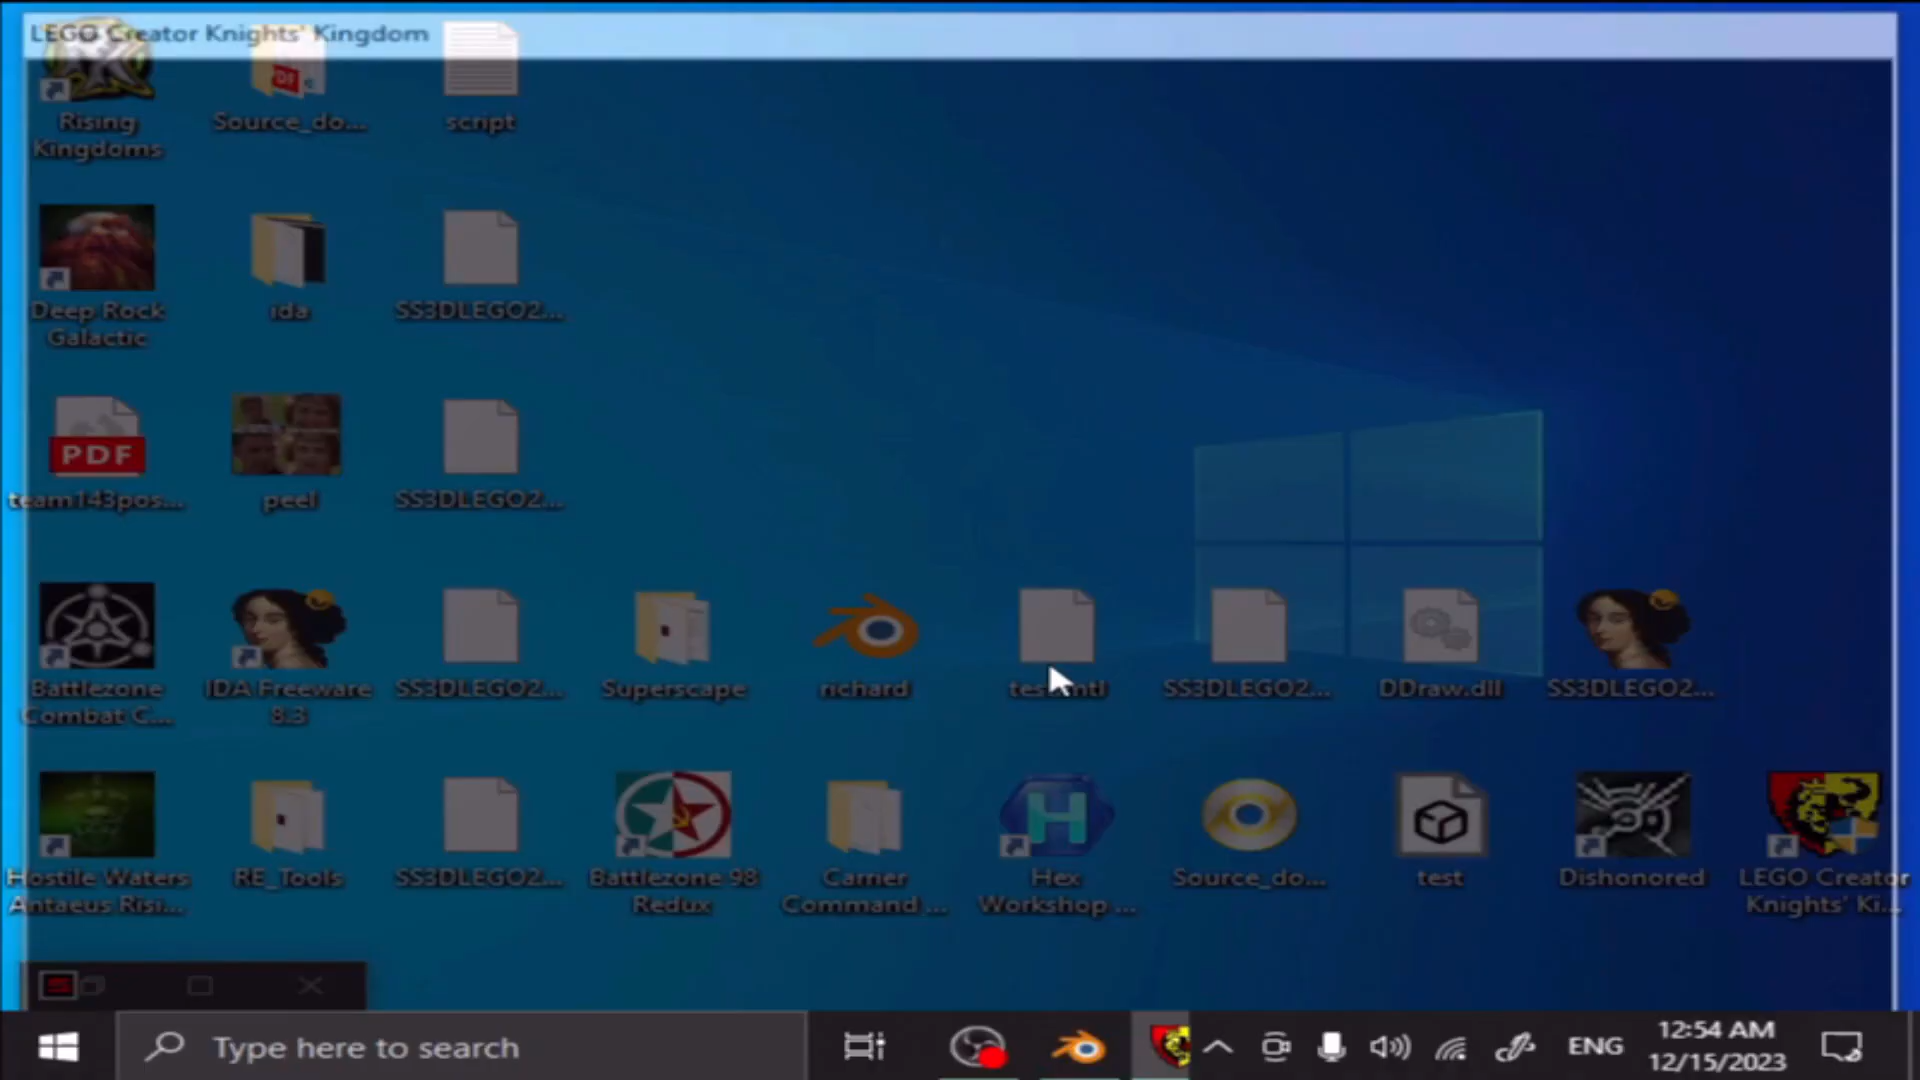 LEGO Creator Knights' Kingdom
Rising
Kingdoms
Source_do...
script
Deep Rock
Galactic
ida
SS3DLEGO2...
PDF
team143pos...
peel
SS3DLEGO2...
Battlezone
Combat C...
IDA Freeware
8.3
SS3DLEGO2...
Superscape
richard
SS3DLEGO2...
DDraw.dll
SS3DLEGO2...
Hostile Waters
Antaeus Risi...
RE_Tools
SS3DLEGO2...
Battlezone 98
Redux
Carrier
Command ...
Hex
Workshop ...
Source_do...
test
Dishonored
LEGO Creator
Knights' Ki...
Type here to search
ENG
12:54 AM
12/15/2023